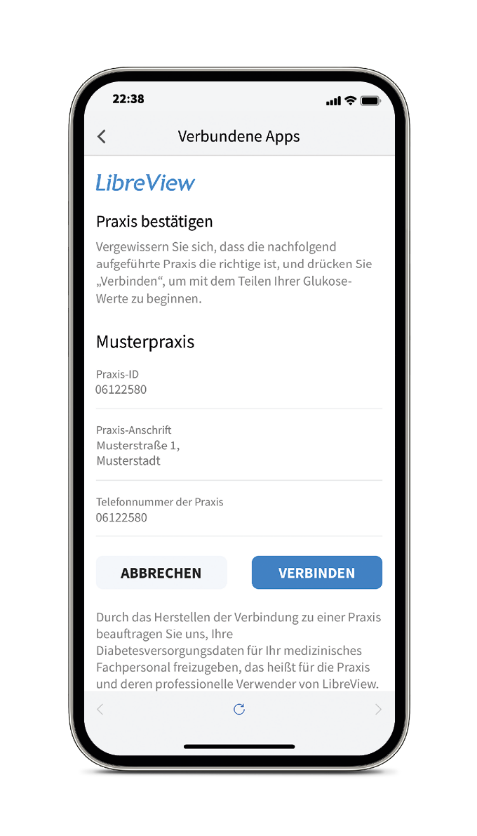 22:38
Verbundene Apps
LibreView
Praxis bestätigen
Vergewissern Sie sich, dass die nachfolgend
aufgeführte Praxis die richtige ist, und drücken Sie
„Verbinden“, um mit dem Teilen Ihrer Glukose-
Werte zu beginnen.
Musterpraxis
Praxis-ID
06122580
Praxis-Anschrift
Musterstraße 1,
Musterstadt
Telefonnummer der Praxis
06122580
ABBRECHEN VERBINDEN
Durch das Herstellen der Verbindung zu einer Praxis
beauftragen Sie uns, Ihre
Diabetesversorgungsdaten für Ihr medizinisches
Fachpersonal freizugeben, das heißt für die Praxis
und deren professionelle Verwender von LibreView.